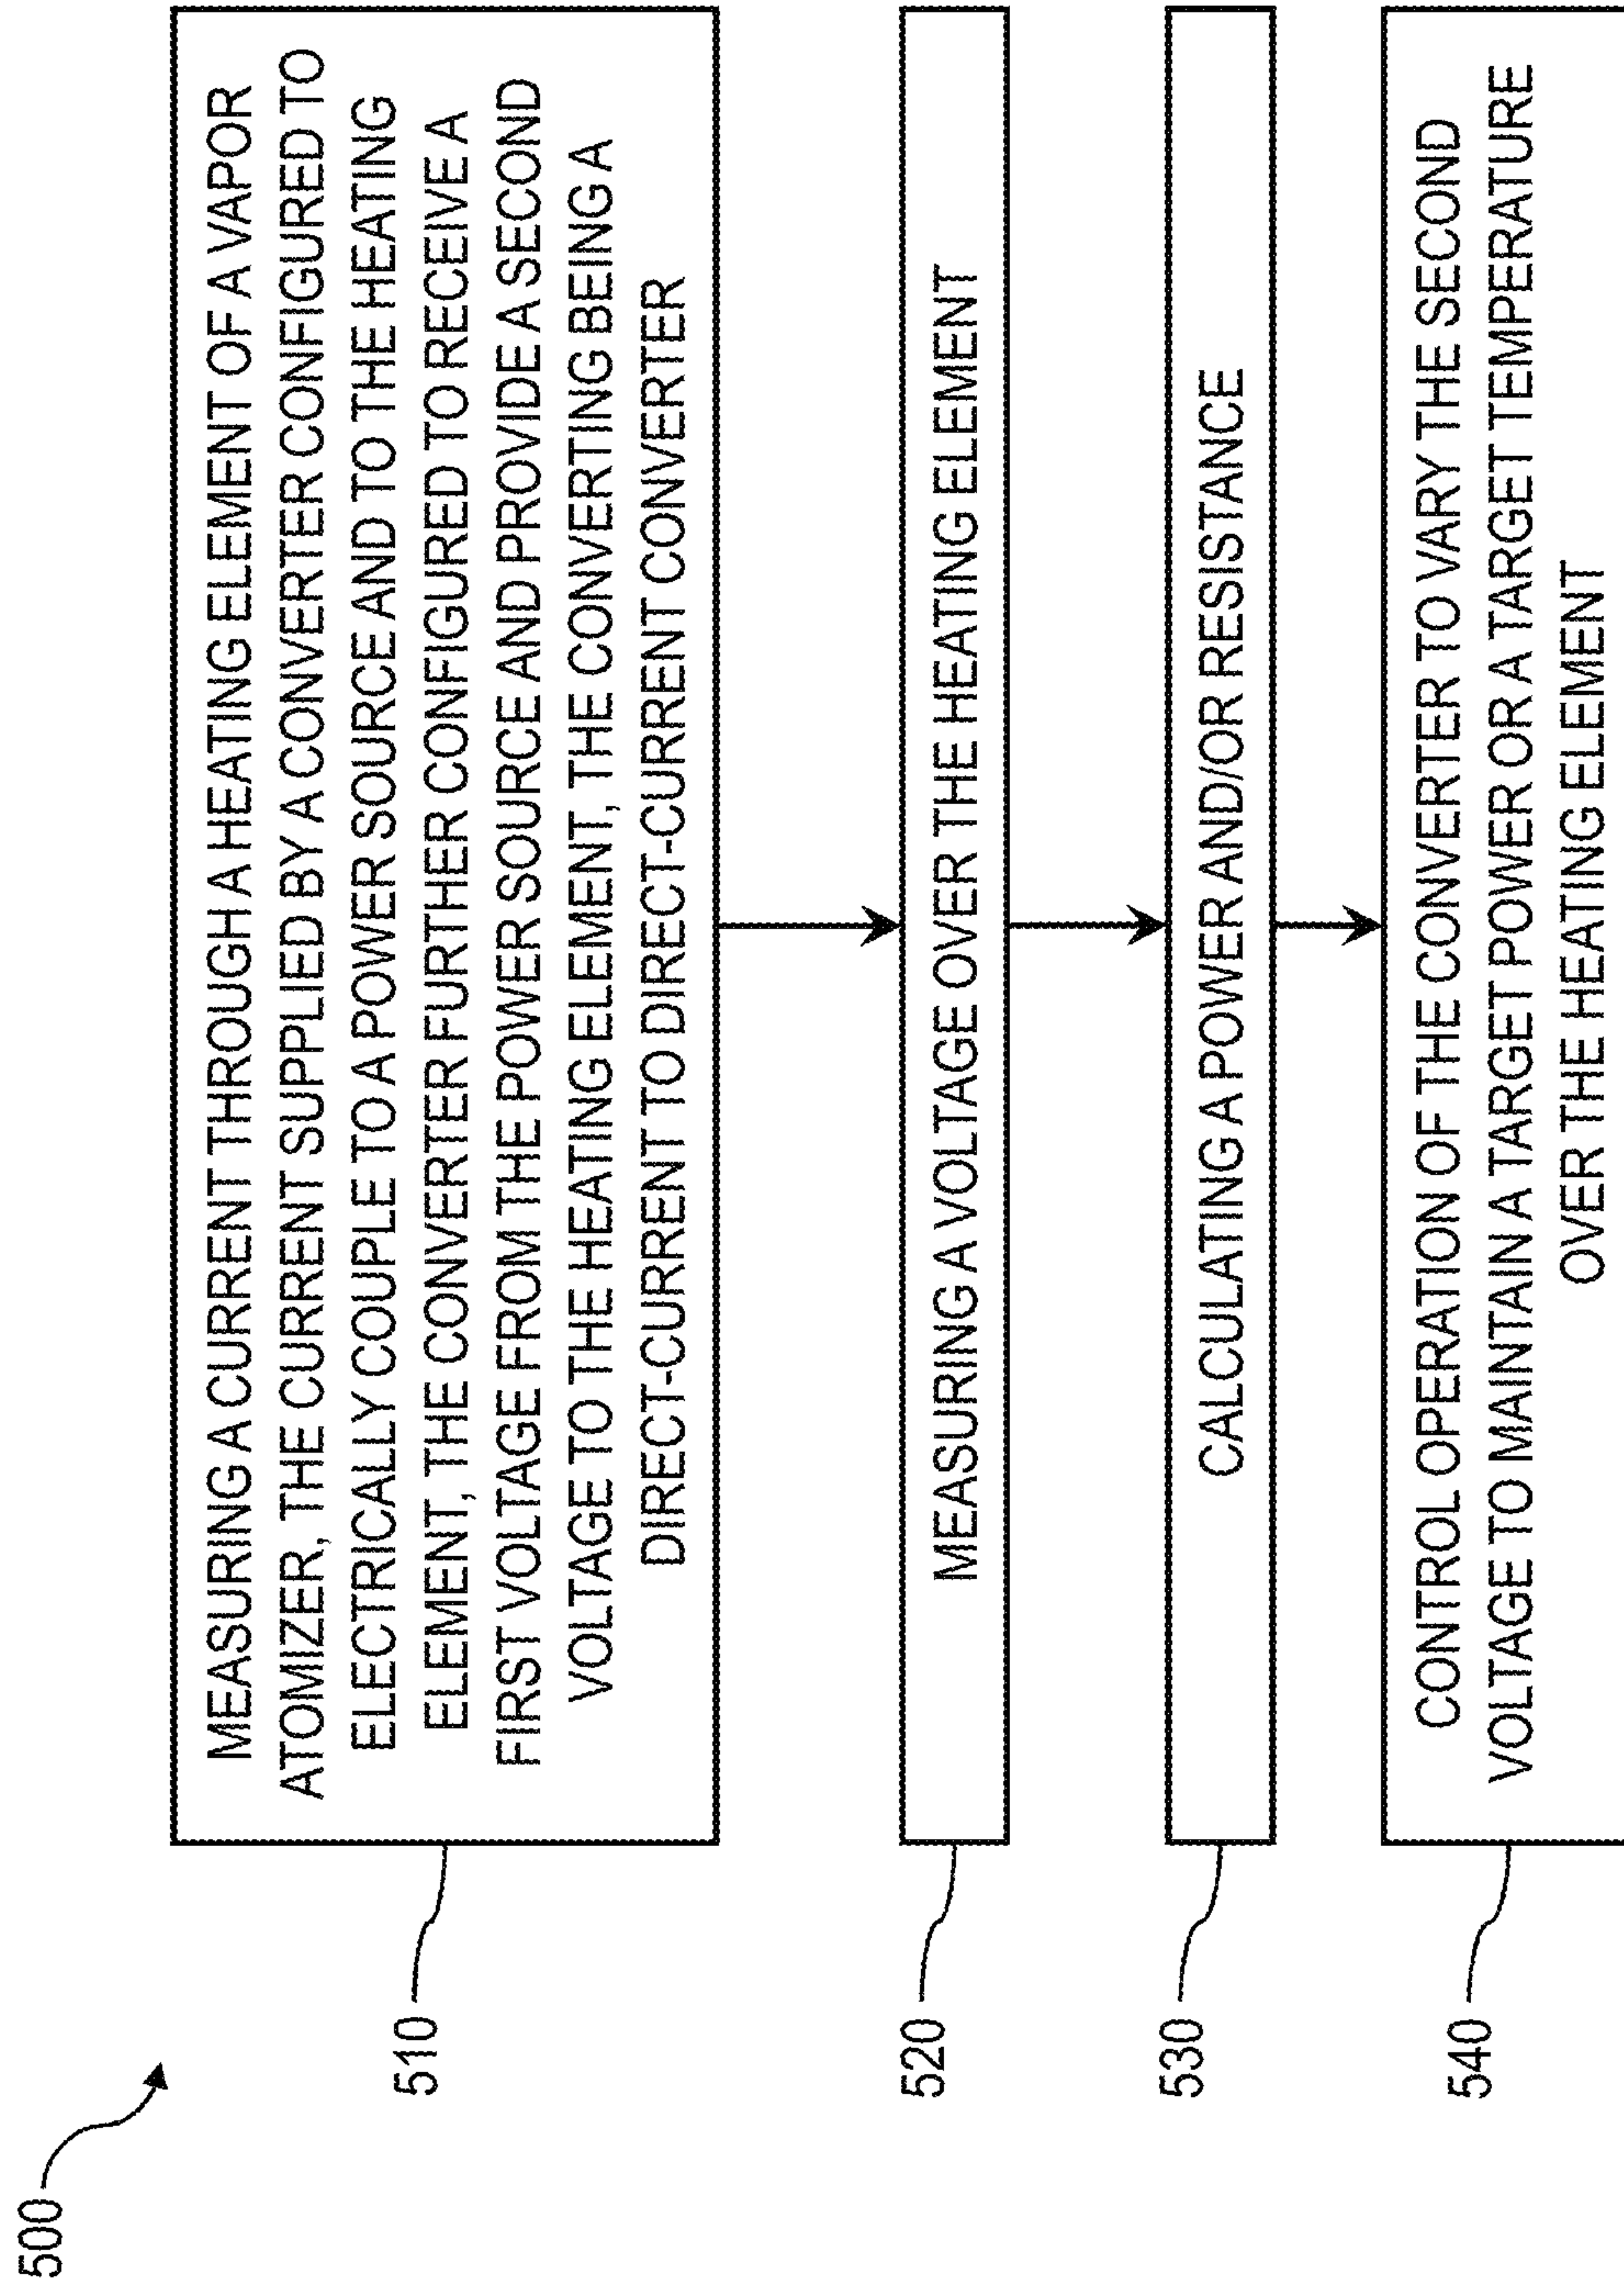 500
510
MEASURING A CURRENT THROUGH A HEATING ELEMENT OF A VAPOR
ATOMIZER, THE CURRENT SUPPLIED BY A CONVERTER CONFIGURED TO
ELECTRICALLY COUPLE TO A POWER SOURCE AND TO THE HEATING
ELEMENT, THE CONVERTER FURTHER CONFIGURED TO RECEIVE A
FIRST VOLTAGE FROM THE POWER SOURCE AND PROVIDE A SECOND
VOLTAGE TO THE HEATING ELEMENT, THE CONVERTING BEING A
DIRECT-CURRENT TO DIRECT-CURRENT CONVERTER
520
MEASURING A VOLTAGE OVER THE HEATING ELEMENT
530
CALCULATING A POWER AND/OR RESISTANCE
540
CONTROL OPERATION OF THE CONVERTER TO VARY THE SECOND
VOLTAGE TO MAINTAIN A TARGET POWER OR A TARGET TEMPERATURE
OVER THE HEATING ELEMENT